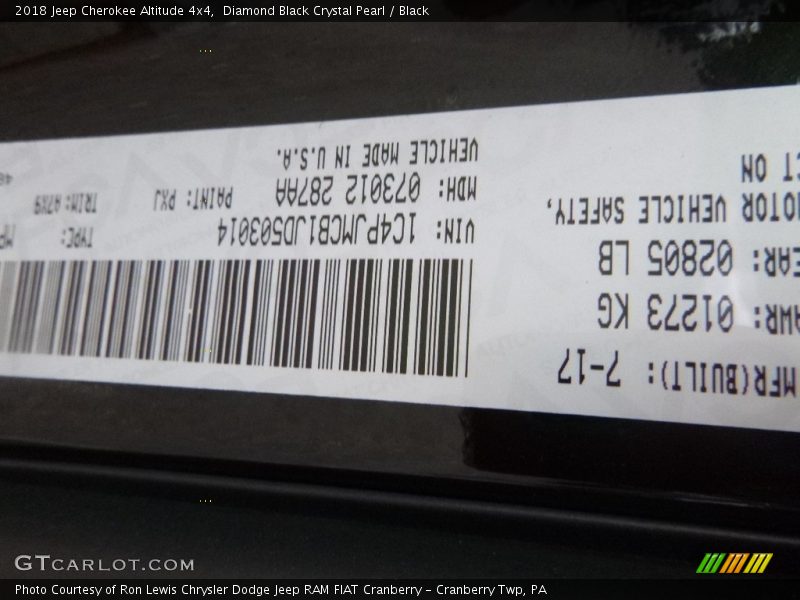 2018 Jeep Cherokee Altitude 4x4,  Diamond Black Crystal Pearl / Black
MFR(BUILT): 7-17
AWR: 01273 KG
EAR: 02805 LB
MOTOR VEHICLE SAFETY,
CT ON
VIN: 1C4PJMCB1JD503014 TYPE:
MDH: 073012 287AA PAINT: PXJ TRIM: A7X9
VEHICLE MADE IN U.S.A.
GTCARLOT.COM
Photo Courtesy of Ron Lewis Chrysler Dodge Jeep RAM FIAT Cranberry – Cranberry Twp, PA